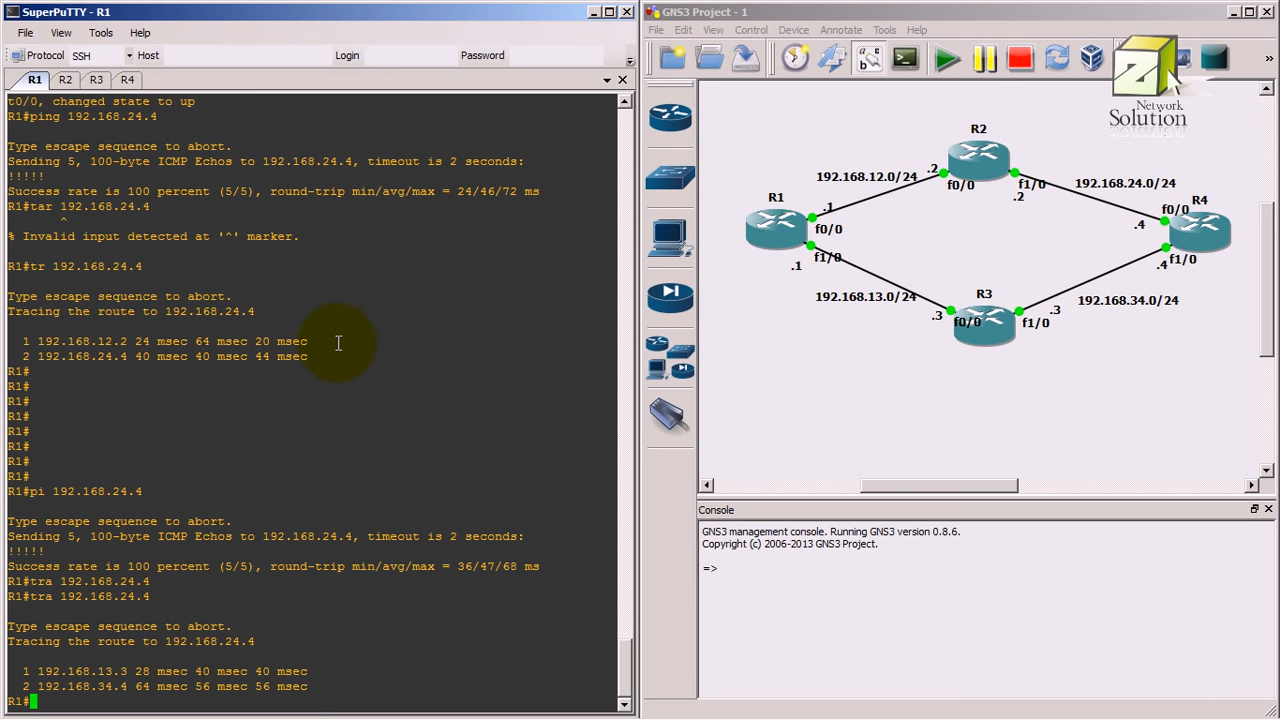 SuperPuTTY - R1
File View Tools Help
Protocol SSH Host Login Password
R1 R2 R3 R4
t0/0, changed state to up
R1#ping 192.168.24.4
Type escape sequence to abort.
Sending 5, 100-byte ICMP Echos to 192.168.24.4, timeout is 2 seconds:
!!!!!
Success rate is 100 percent (5/5), round-trip min/avg/max = 24/46/72 ms
R1#tar 192.168.24.4
^
% Invalid input detected at '^' marker.
R1#tr 192.168.24.4
Type escape sequence to abort.
Tracing the route to 192.168.24.4
1 192.168.12.2 24 msec 64 msec 20 msec
2 192.168.24.4 40 msec 40 msec 44 msec
R1#
R1#
R1#
R1#
R1#
R1#
R1#
R1#
R1#pi 192.168.24.4
Type escape sequence to abort.
Sending 5, 100-byte ICMP Echos to 192.168.24.4, timeout is 2 seconds:
!!!!!
Success rate is 100 percent (5/5), round-trip min/avg/max = 36/47/68 ms
R1#tra 192.168.24.4
R1#tra 192.168.24.4
Type escape sequence to abort.
Tracing the route to 192.168.24.4
1 192.168.13.3 28 msec 40 msec 40 msec
2 192.168.34.4 64 msec 56 msec 56 msec
R1#
GNS3 Project - 1
File Edit View Control Device Annotate Tools Help
a c
b
Z
Network
Solution
R2
192.168.12.0/24
.2
f0/0
f1/0
.2
192.168.24.0/24
R1
.1
f0/0
f1/0
.1
f0/0
R4
.4
.4
f1/0
192.168.13.0/24
R3
192.168.34.0/24
.3
f0/0
.3
f1/0
Console
GNS3 management console. Running GNS3 version 0.8.6.
Copyright (c) 2006-2013 GNS3 Project.
=>